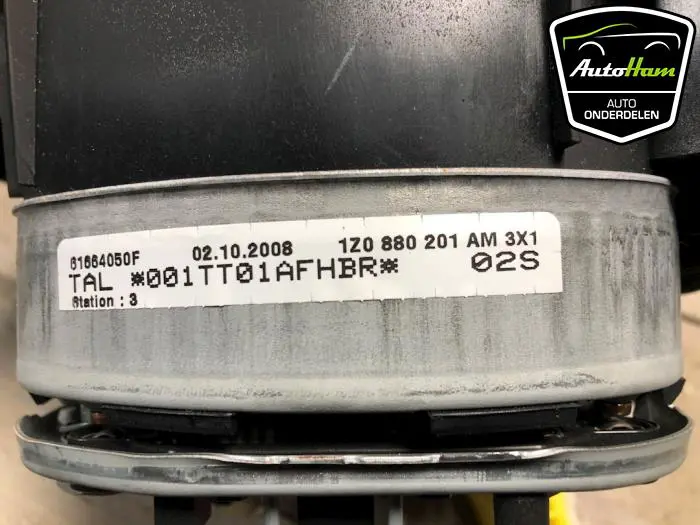 AutoHam
AUTO
ONDERDELEN
61664050F 02.10.2008 1Z0 880 201 AM 3X1
TAL *001TT01AFHBR* 02S
Station : 3